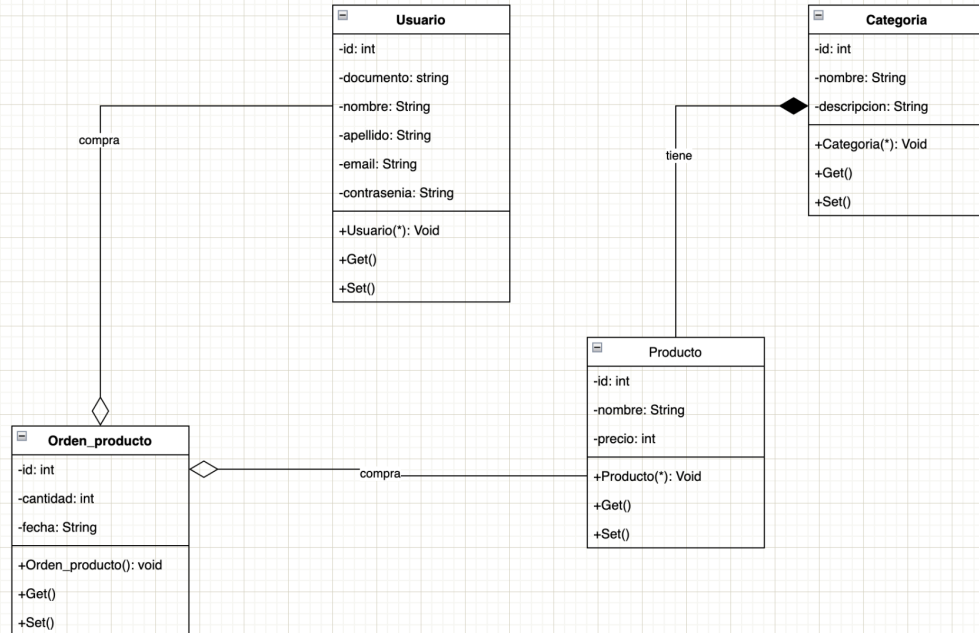 Usuario
-id: int
-documento: string
-nombre: String
-apellido: String
-email: String
-contrasenia: String
+Usuario(*): Void
+Get()
+Set()
Categoria
-id: int
-nombre: String
-descripcion: String
+Categoria(*): Void
+Get()
+Set()
compra
tiene
Producto
-id: int
-nombre: String
-precio: int
+Producto(*): Void
+Get()
+Set()
Orden_producto
-id: int
-cantidad: int
-fecha: String
+Orden_producto(): void
+Get()
+Set()
compra